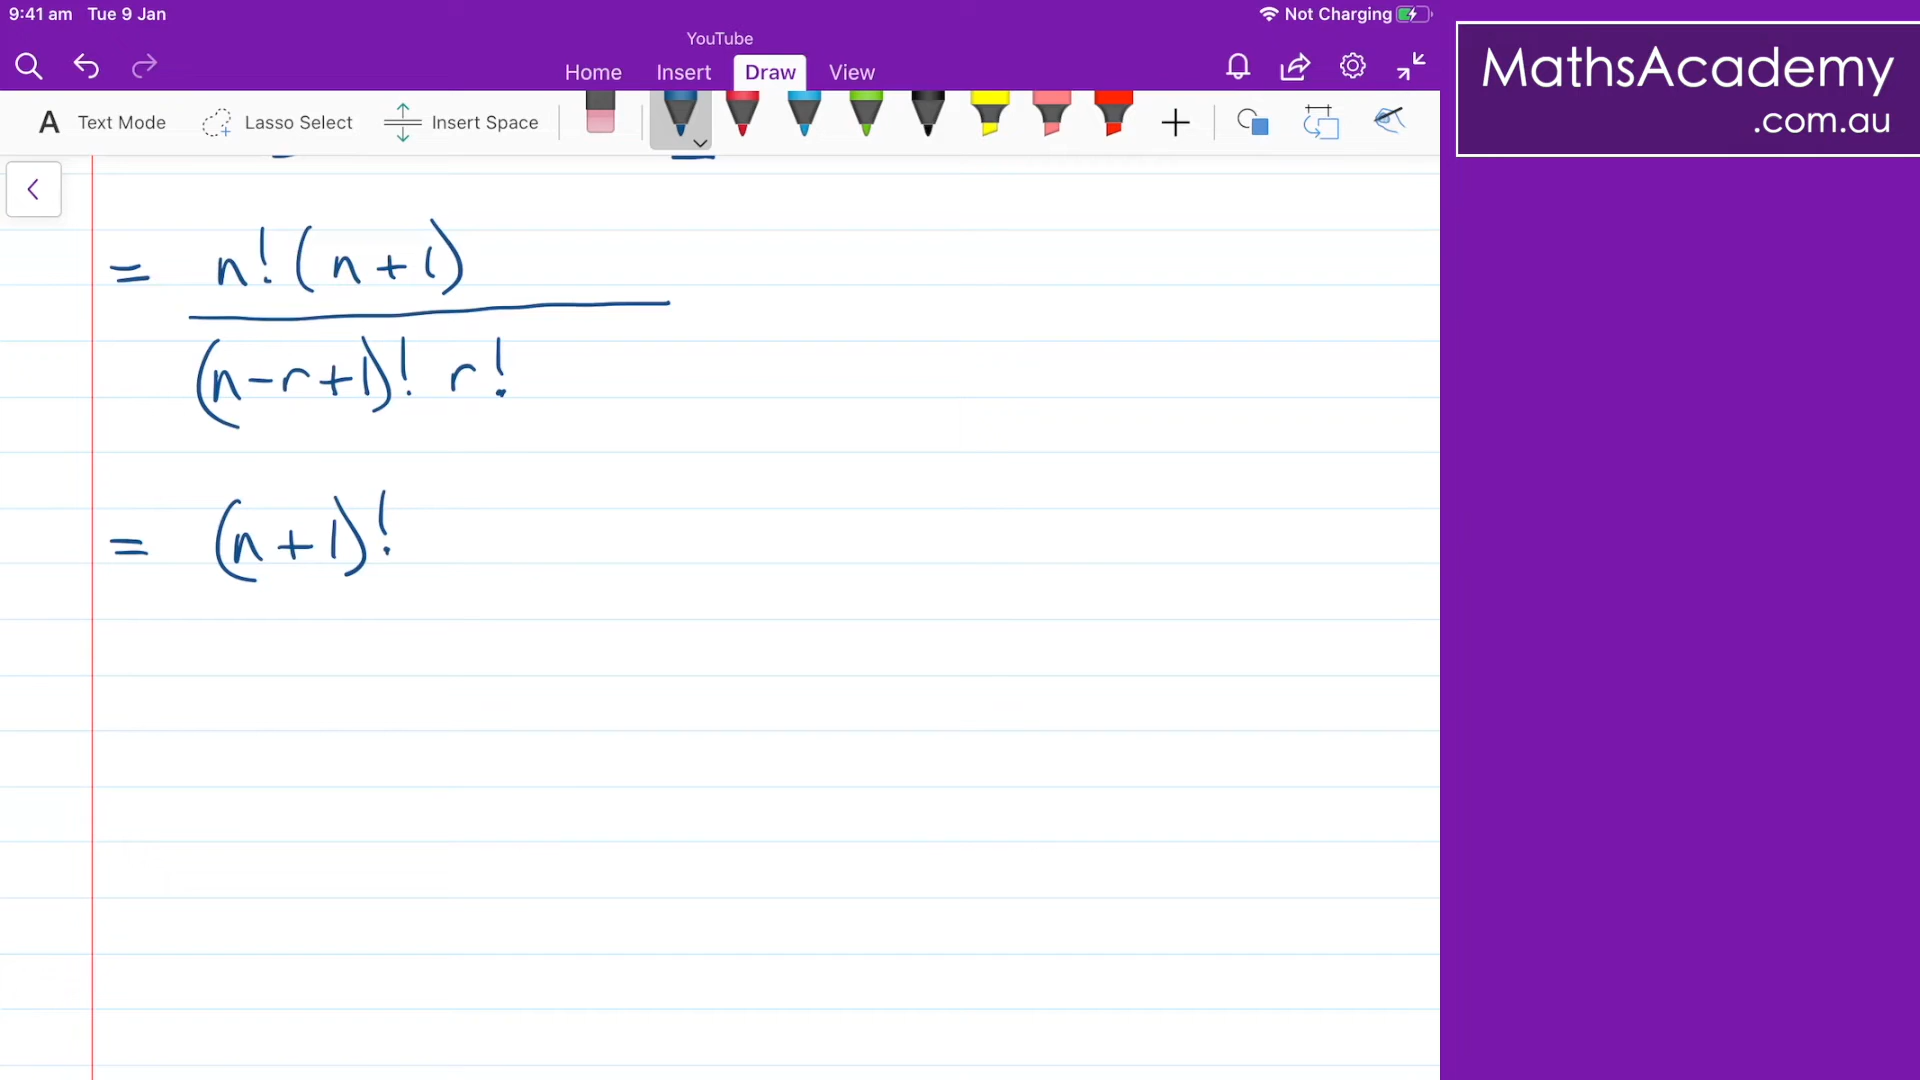 9:41 am Tue 9 Jan
Not Charging
YouTube
Home Insert Draw View
A Text Mode Lasso Select Insert Space
MathsAcademy
.com.au
= n! (n + 1)
(n - r + 1)! r!
= (n + 1)!